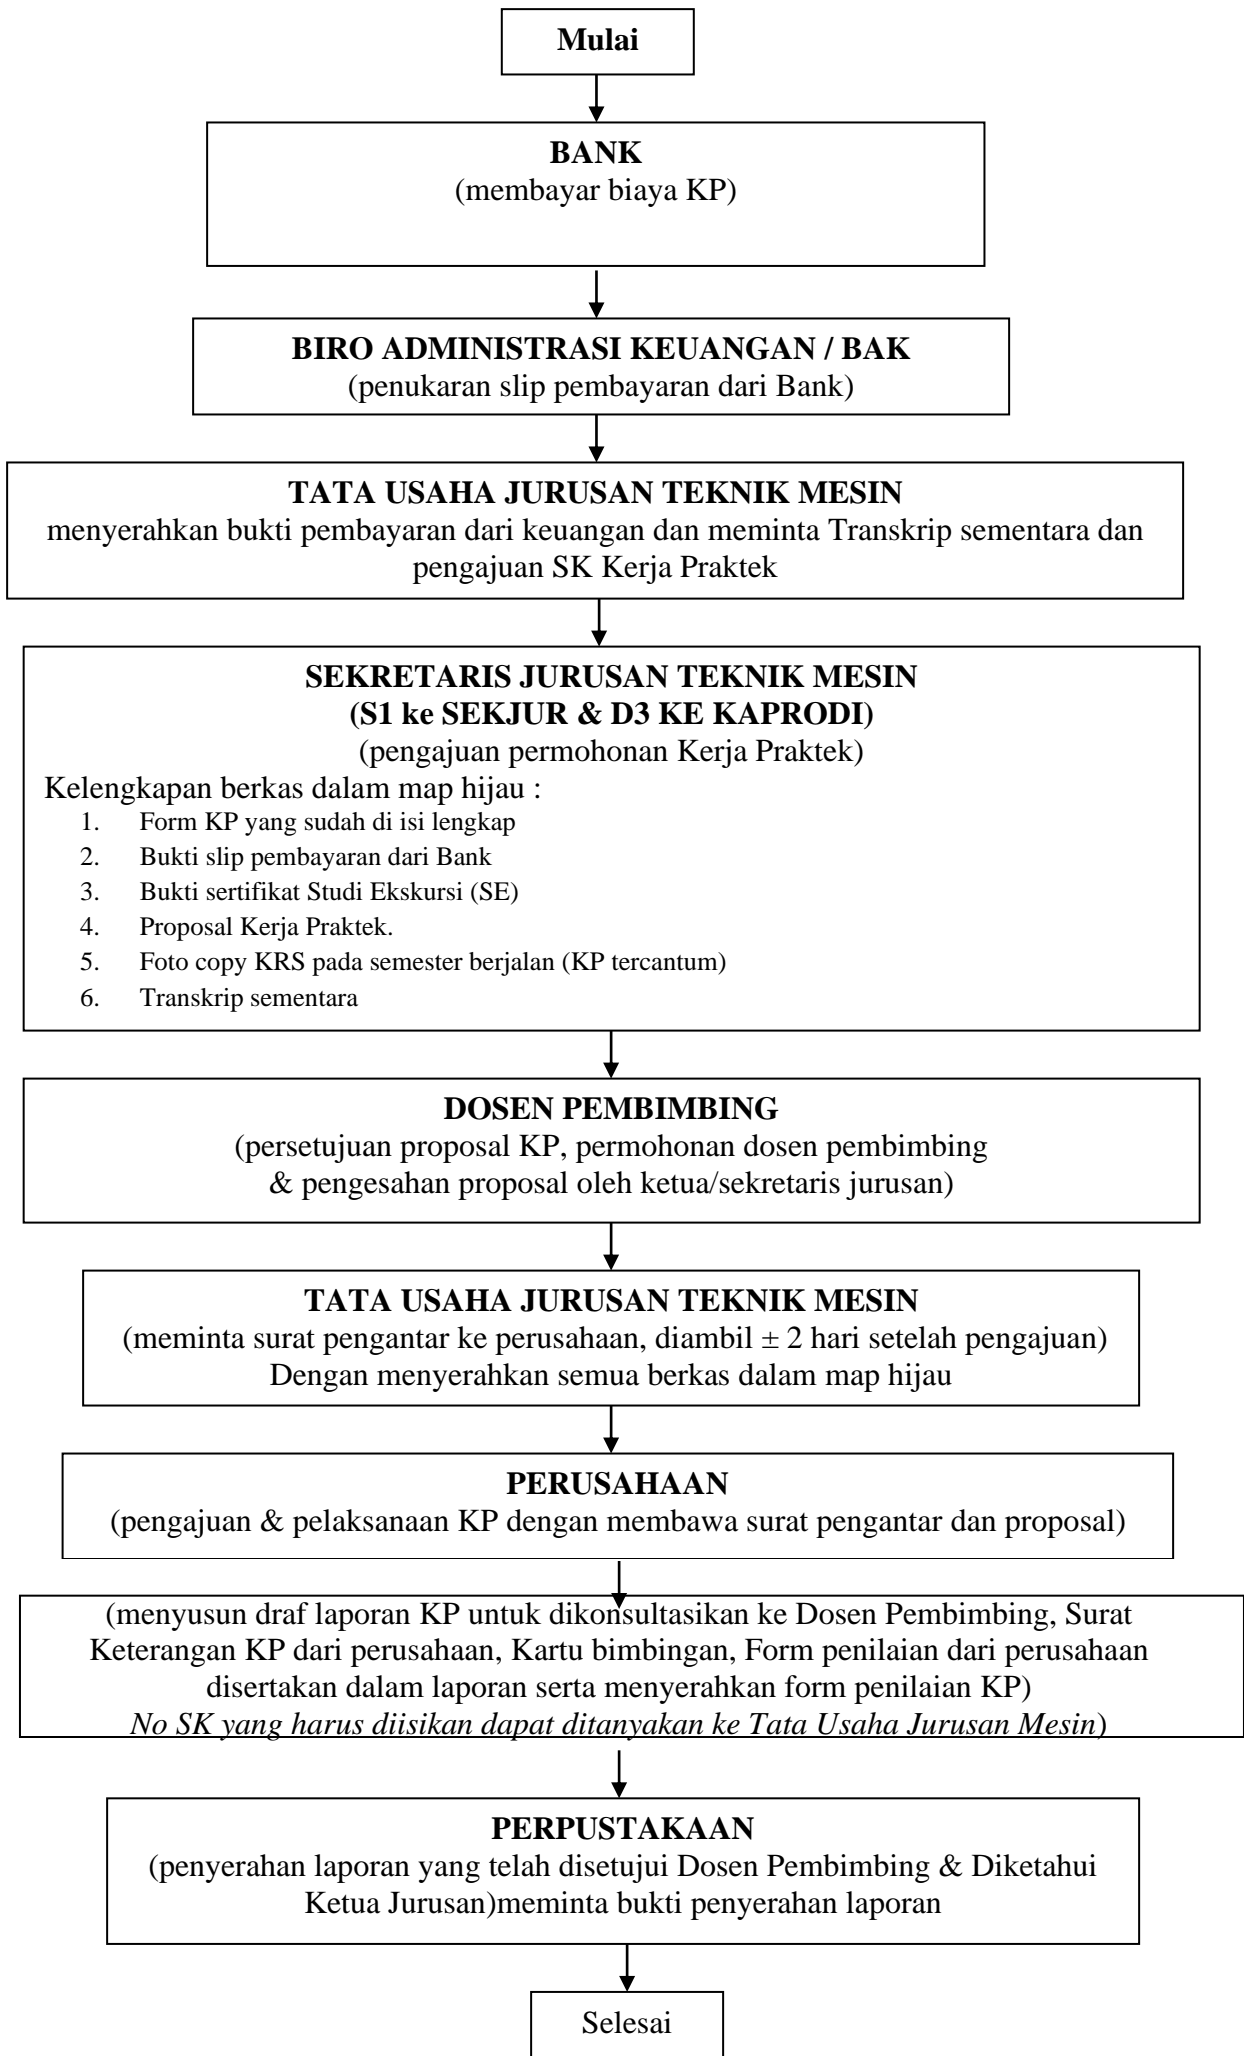 Mulai
BANK
(membayar biaya KP)
BIRO ADMINISTRASI KEUANGAN / BAK
(penukaran slip pembayaran dari Bank)
TATA USAHA JURUSAN TEKNIK MESIN
menyerahkan bukti pembayaran dari keuangan dan meminta Transkrip sementara dan
pengajuan SK Kerja Praktek
SEKRETARIS JURUSAN TEKNIK MESIN
(S1 ke SEKJUR & D3 KE KAPRODI)
(pengajuan permohonan Kerja Praktek)
Kelengkapan berkas dalam map hijau :
1. Form KP yang sudah di isi lengkap
2. Bukti slip pembayaran dari Bank
3. Bukti sertifikat Studi Ekskursi (SE)
4. Proposal Kerja Praktek.
5. Foto copy KRS pada semester berjalan (KP tercantum)
6. Transkrip sementara
DOSEN PEMBIMBING
(persetujuan proposal KP, permohonan dosen pembimbing
& pengesahan proposal oleh ketua/sekretaris jurusan)
TATA USAHA JURUSAN TEKNIK MESIN
(meminta surat pengantar ke perusahaan, diambil ± 2 hari setelah pengajuan)
Dengan menyerahkan semua berkas dalam map hijau
PERUSAHAAN
(pengajuan & pelaksanaan KP dengan membawa surat pengantar dan proposal)
(menyusun draf laporan KP untuk dikonsultasikan ke Dosen Pembimbing, Surat
Keterangan KP dari perusahaan, Kartu bimbingan, Form penilaian dari perusahaan
disertakan dalam laporan serta menyerahkan form penilaian KP)
No SK yang harus diisikan dapat ditanyakan ke Tata Usaha Jurusan Mesin)
PERPUSTAKAAN
(penyerahan laporan yang telah disetujui Dosen Pembimbing & Diketahui
Ketua Jurusan)meminta bukti penyerahan laporan
Selesai